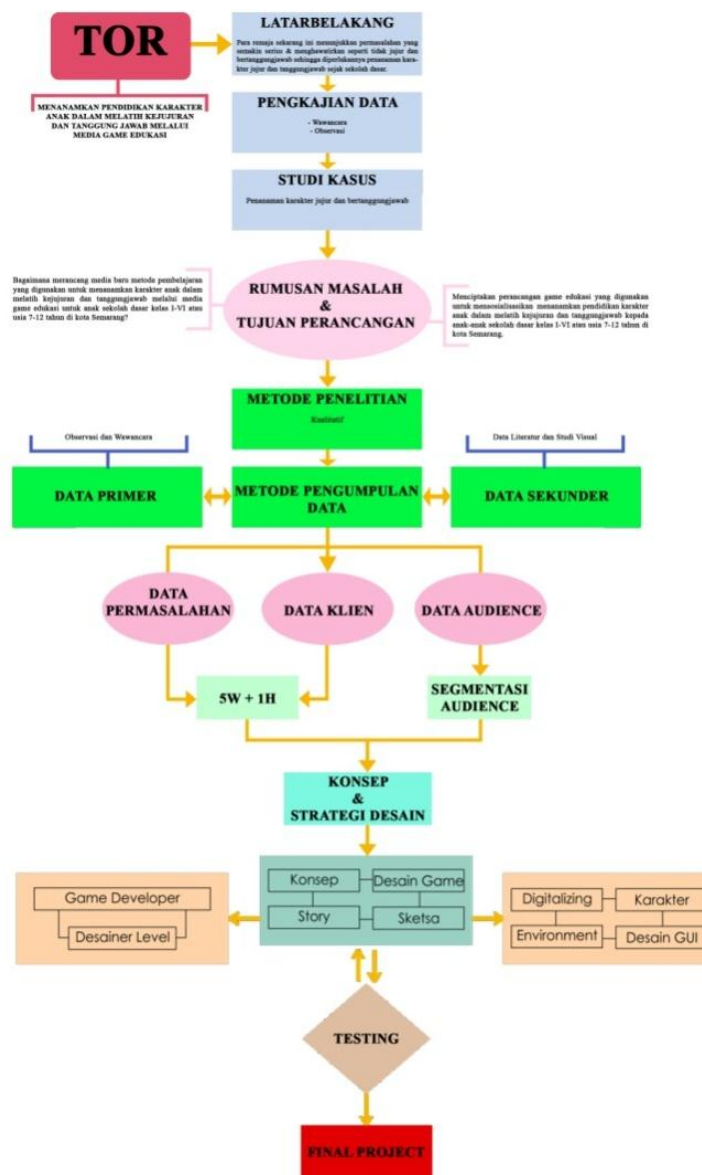 TOR
MENANAMKAN PENDIDIKAN KARAKTER
ANAK DALAM MELATIH KEJUJURAN
DAN TANGGUNG JAWAB MELALUI
MEDIA GAME EDUKASI
LATARBELAKANG
Para remaja sekarang ini menunjukkan permasalahan yang
semakin serius & menghawatirkan seperti tidak jujur dan
bertanggungjawab sehingga diperlukannya penanaman kara-
kter jujur dan tanggungjawab sejak sekolah dasar.
PENGKAJIAN DATA
- Wawancara
- Observasi
STUDI KASUS
Penanaman karakter jujur dan bertanggungjawab
Bagaimana merancang media baru metode pembelajaran
yang digunakan untuk menanamkan karakter anak dalam
melatih kejujuran dan tanggungjawab melalui media
game edukasi untuk anak sekolah dasar kelas I-VI atau
usia 7-12 tahun di kota Semarang?
RUMUSAN MASALAH
&
TUJUAN PERANCANGAN
Menciptakan perancangan game edukasi yang digunakan
untuk mensosialisasikan menanamkan pendidikan karakter
anak dalam melatih kejujuran dan tanggungjawab kepada
anak-anak sekolah dasar kelas I-VI atau usia 7-12 tahun di
kota Semarang.
METODE PENELITIAN
Kualitatif
Observasi dan Wawancara
DATA PRIMER
METODE PENGUMPULAN
DATA
Data Literatur dan Studi Visual
DATA SEKUNDER
DATA
PERMASALAHAN
DATA KLIEN
DATA AUDIENCE
5W + 1H
SEGMENTASI
AUDIENCE
KONSEP
&
STRATEGI DESAIN
Game Developer
Desainer Level
Konsep
Desain Game
Story
Sketsa
Digitalizing
Karakter
Environment
Desain GUI
TESTING
FINAL PROJECT